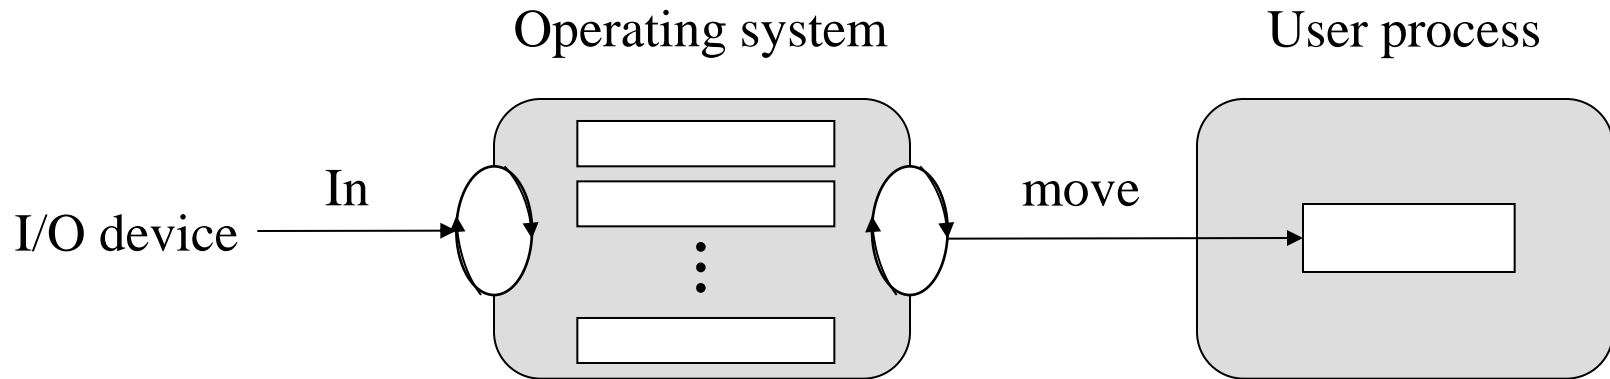 Operating system
User process
In
move
I/O device